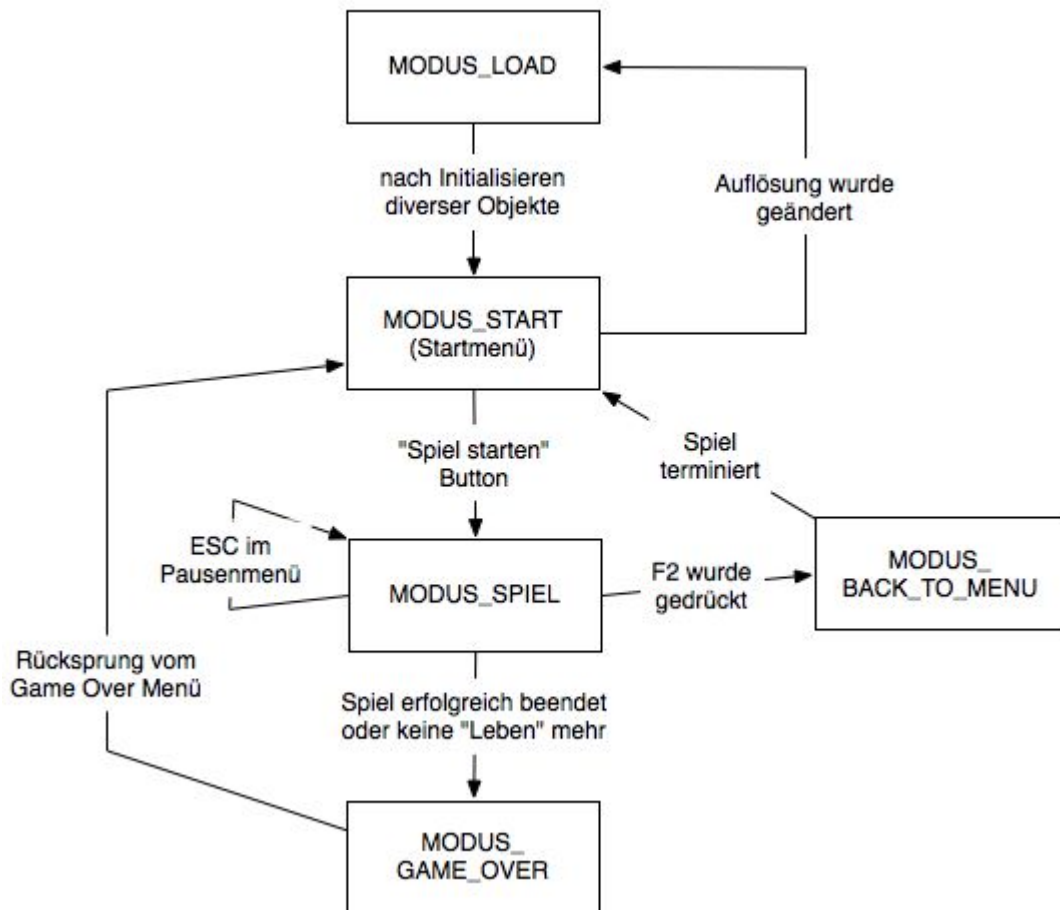 MODUS_LOAD
nach Initialisieren
diverser Objekte
Auflösung wurde
geändert
MODUS_START
(Startmenü)
"Spiel starten"
Button
Spiel
terminiert
ESC im
Pausenmenü
MODUS_SPIEL
F2 wurde
gedrückt
MODUS_
BACK_TO_MENU
Rücksprung vom
Game Over Menü
Spiel erfolgreich beendet
oder keine "Leben" mehr
MODUS_
GAME_OVER